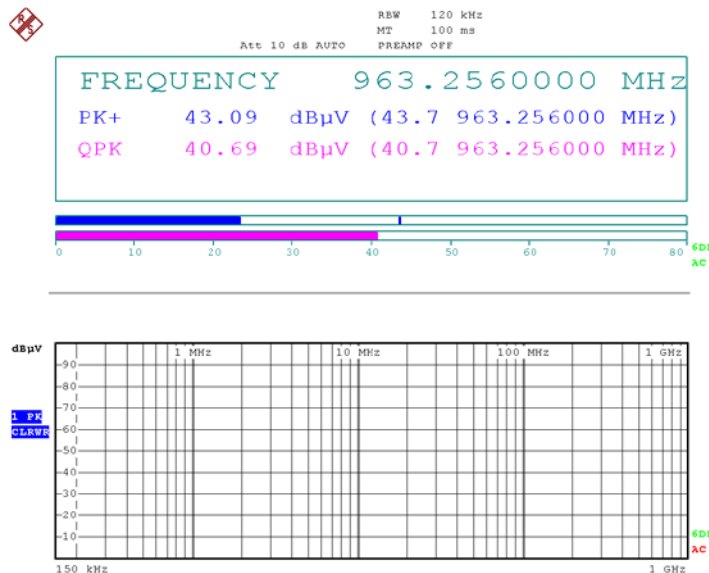 R S
RBW 120 kHz
MT 100 ms
Att 10 dB AUTO PREAMP OFF
FREQUENCY 963.2560000 MHz
PK+ 43.09 dBµV (43.7 963.256000 MHz)
QPK 40.69 dBµV (40.7 963.256000 MHz)
0 10 20 30 40 50 60 70 80
AC
dBµV
1 MHz 10 MHz 100 MHz 1 GHz
90
80
70
1 PK
60
CLRWR
50
40
30
20
10
AC
150 kHz 1 GHz